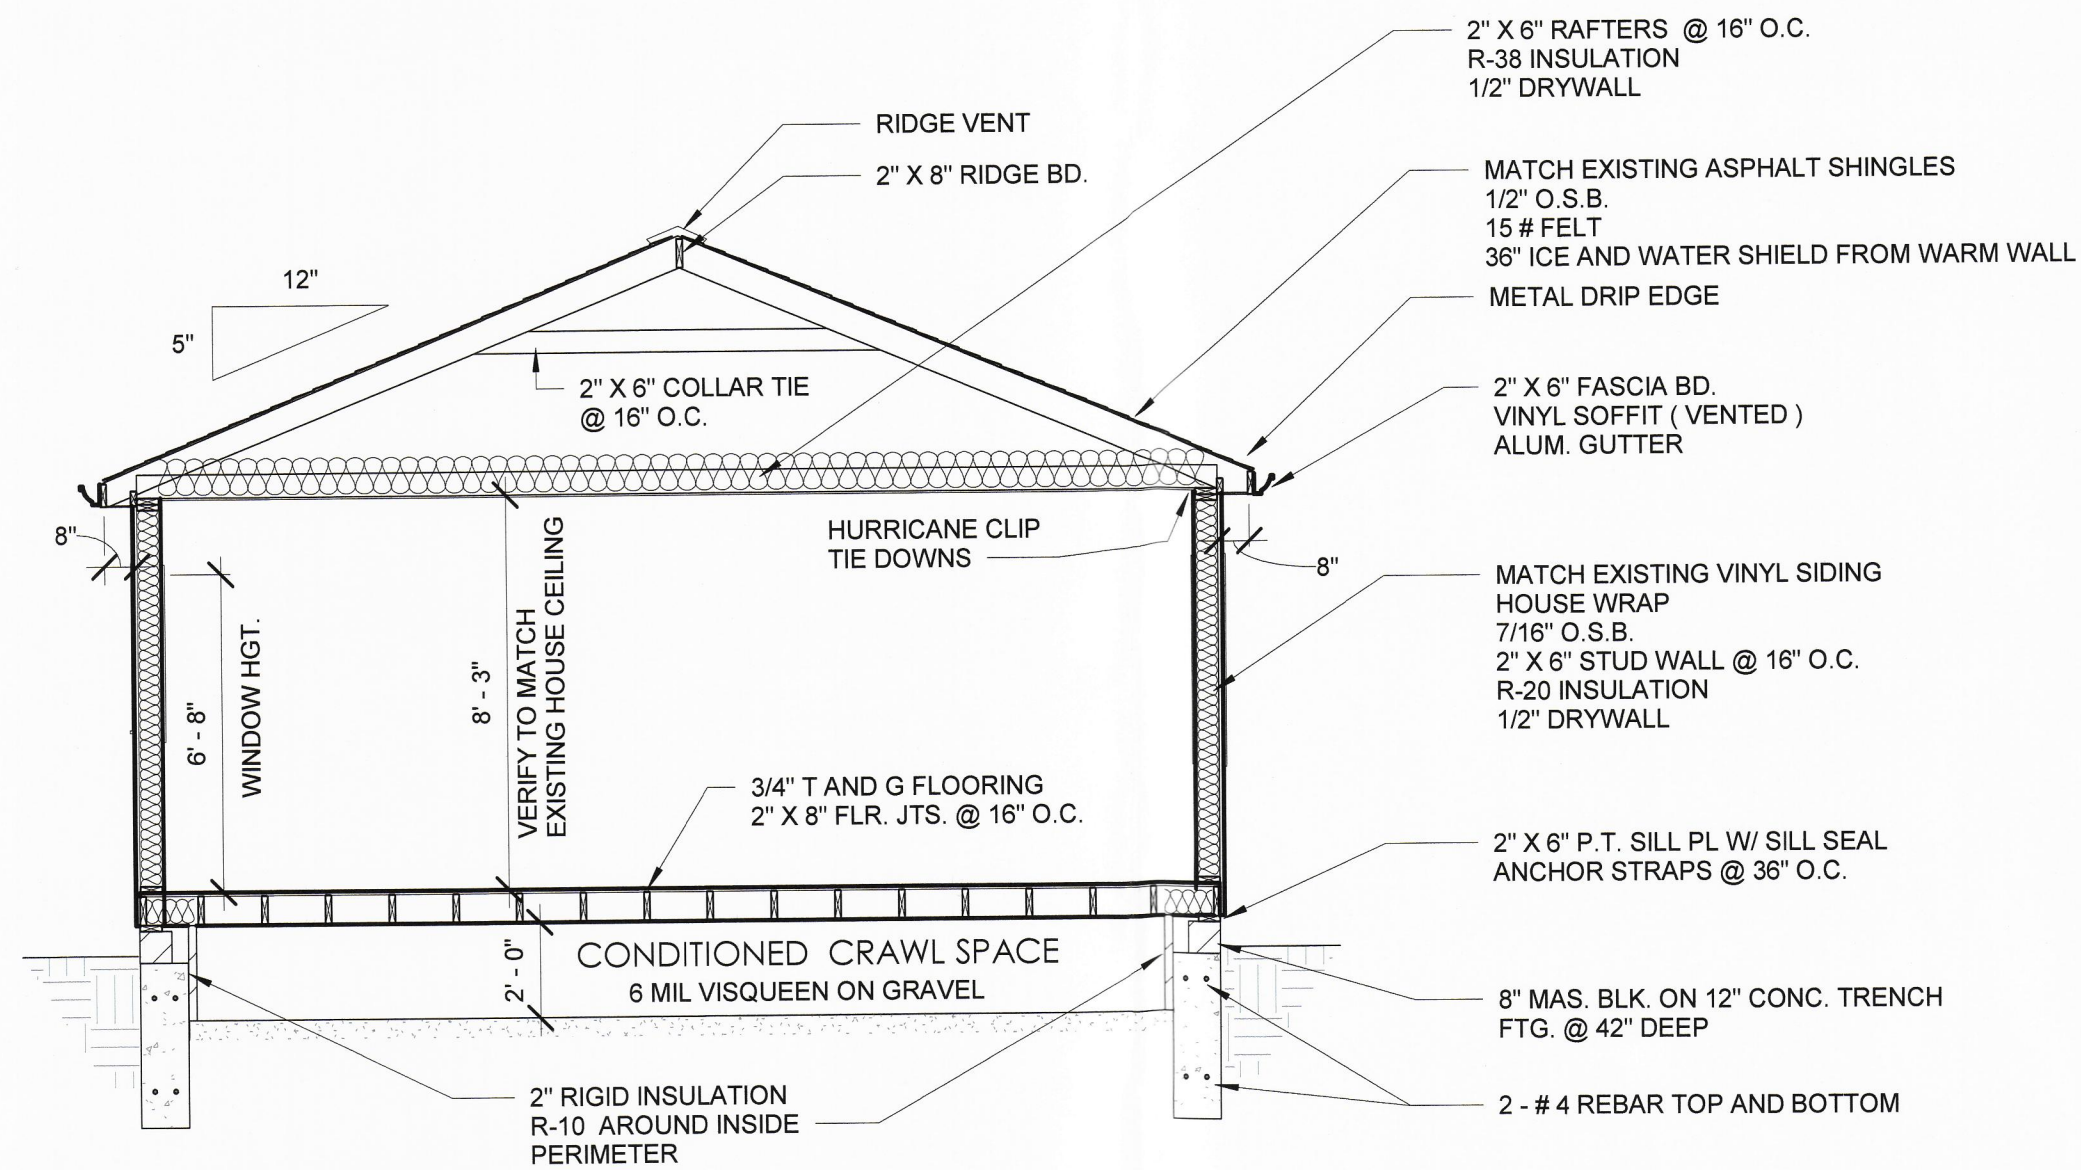 2" X 6" RAFTERS @ 16" O.C.
R-38 INSULATION
1/2" DRYWALL
RIDGE VENT
2" X 8" RIDGE BD.
MATCH EXISTING ASPHALT SHINGLES
1/2" O.S.B.
15 # FELT
36" ICE AND WATER SHIELD FROM WARM WALL
METAL DRIP EDGE
12"
5"
2" X 6" COLLAR TIE
@ 16" O.C.
2" X 6" FASCIA BD.
VINYL SOFFIT ( VENTED )
ALUM. GUTTER
8"
HURRICANE CLIP
TIE DOWNS
8"
6' - 8"
WINDOW HGT.
8' - 3"
VERIFY TO MATCH
EXISTING HOUSE CEILING
MATCH EXISTING VINYL SIDING
HOUSE WRAP
7/16" O.S.B.
2" X 6" STUD WALL @ 16" O.C.
R-20 INSULATION
1/2" DRYWALL
3/4" T AND G FLOORING
2" X 8" FLR. JTS. @ 16" O.C.
2" X 6" P.T. SILL PL W/ SILL SEAL
ANCHOR STRAPS @ 36" O.C.
2' - 0"
CONDITIONED CRAWL SPACE
6 MIL VISQUEEN ON GRAVEL
8" MAS. BLK. ON 12" CONC. TRENCH
FTG. @ 42" DEEP
2" RIGID INSULATION
R-10 AROUND INSIDE
PERIMETER
2 - # 4 REBAR TOP AND BOTTOM